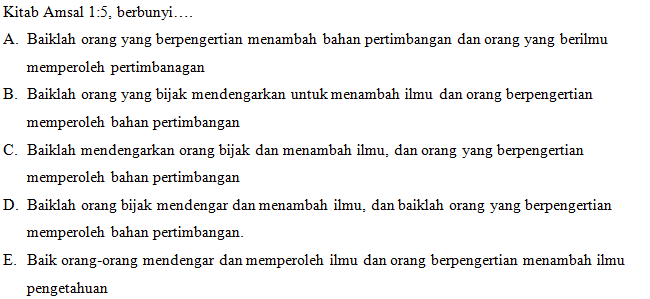 Kitab Amsal 1:5, berbunyi….
A. Baiklah orang yang berpengertian menambah bahan pertimbangan dan orang yang berilmu
memperoleh pertimbanagan
B. Baiklah orang yang bijak mendengarkan untuk menambah ilmu dan orang berpengertian
memperoleh bahan pertimbangan
C. Baiklah mendengarkan orang bijak dan menambah ilmu, dan orang yang berpengertian
memperoleh bahan pertimbangan
D. Baiklah orang bijak mendengar dan menambah ilmu, dan baiklah orang yang berpengertian
memperoleh bahan pertimbangan.
E. Baik orang-orang mendengar dan memperoleh ilmu dan orang berpengertian menambah ilmu
pengetahuan